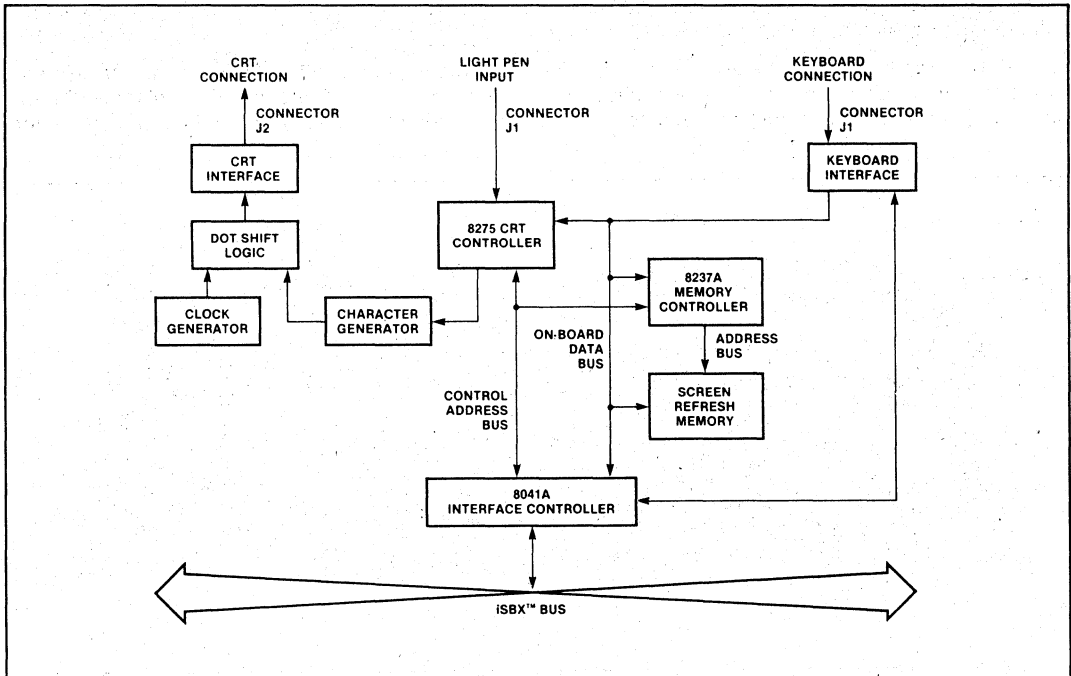 CRT
CONNECTION
CONNECTOR
J2
CRT
INTERFACE
DOT SHIFT
LOGIC
CLOCK
GENERATOR
CHARACTER
GENERATOR
LIGHT PEN
INPUT
CONNECTOR
J1
8275 CRT
CONTROLLER
KEYBOARD
CONNECTION
CONNECTOR
J1
KEYBOARD
INTERFACE
8237A
MEMORY
CONTROLLER
ADDRESS
BUS
ON-BOARD
DATA
BUS
SCREEN
REFRESH
MEMORY
CONTROL
ADDRESS
BUS
8041A
INTERFACE CONTROLLER
iSBX™ BUS